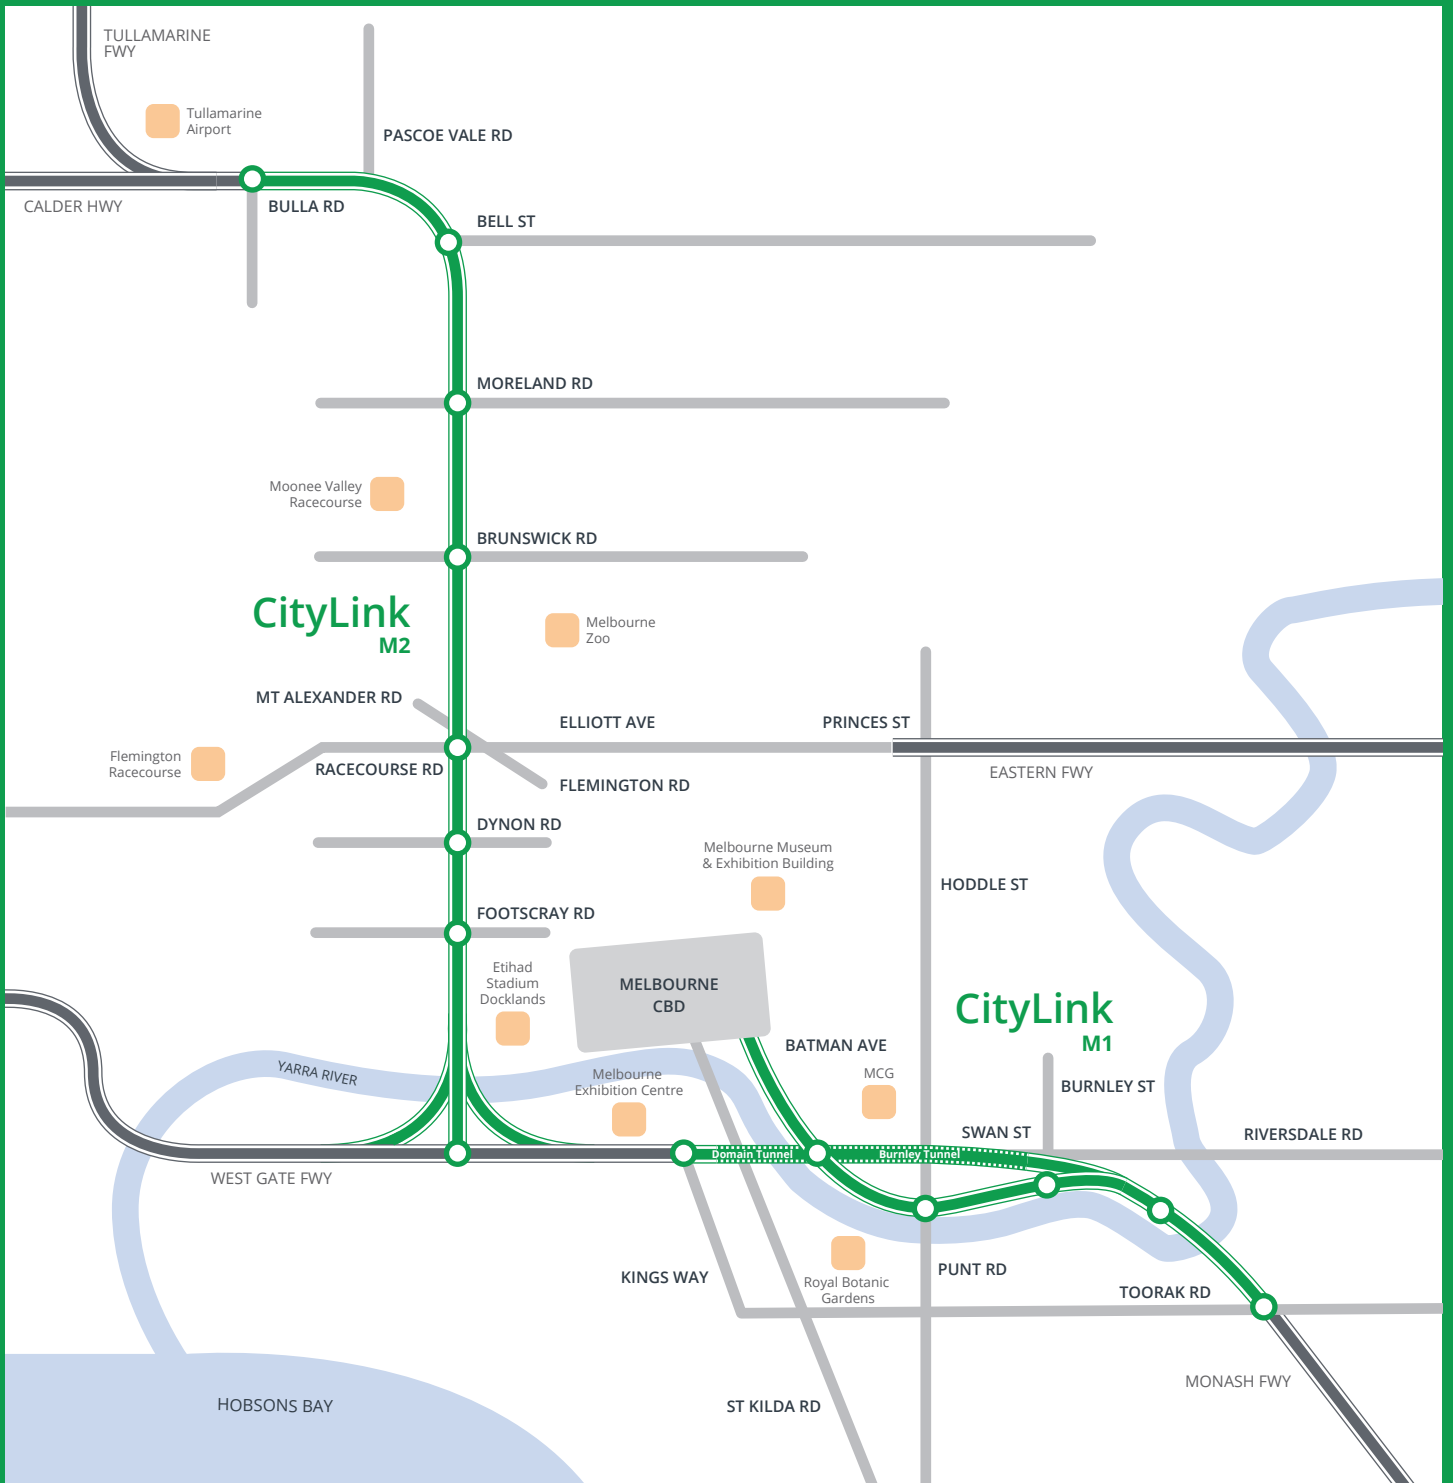 TULLAMARINE
FWY
Tullamarine
Airport
PASCOE VALE RD
CALDER HWY
BULLA RD
BELL ST
MORELAND RD
Moonee Valley
Racecourse
BRUNSWICK RD
CityLink
M2
Melbourne
Zoo
MT ALEXANDER RD
ELLIOTT AVE
PRINCES ST
Flemington
Racecourse
RACECOURSE RD
EASTERN FWY
FLEMINGTON RD
DYNON RD
Melbourne Museum
& Exhibition Building
HODDLE ST
FOOTSCRAY RD
Etihad
Stadium
Docklands
MELBOURNE
CBD
CityLink
M1
BATMAN AVE
YARRA RIVER
Melbourne
Exhibition Centre
MCG
BURNLEY ST
SWAN ST
RIVERSDALE RD
Domain Tunnel
Burnley Tunnel
WEST GATE FWY
KINGS WAY
Royal Botanic
Gardens
PUNT RD
TOORAK RD
MONASH FWY
HOBSONS BAY
ST KILDA RD